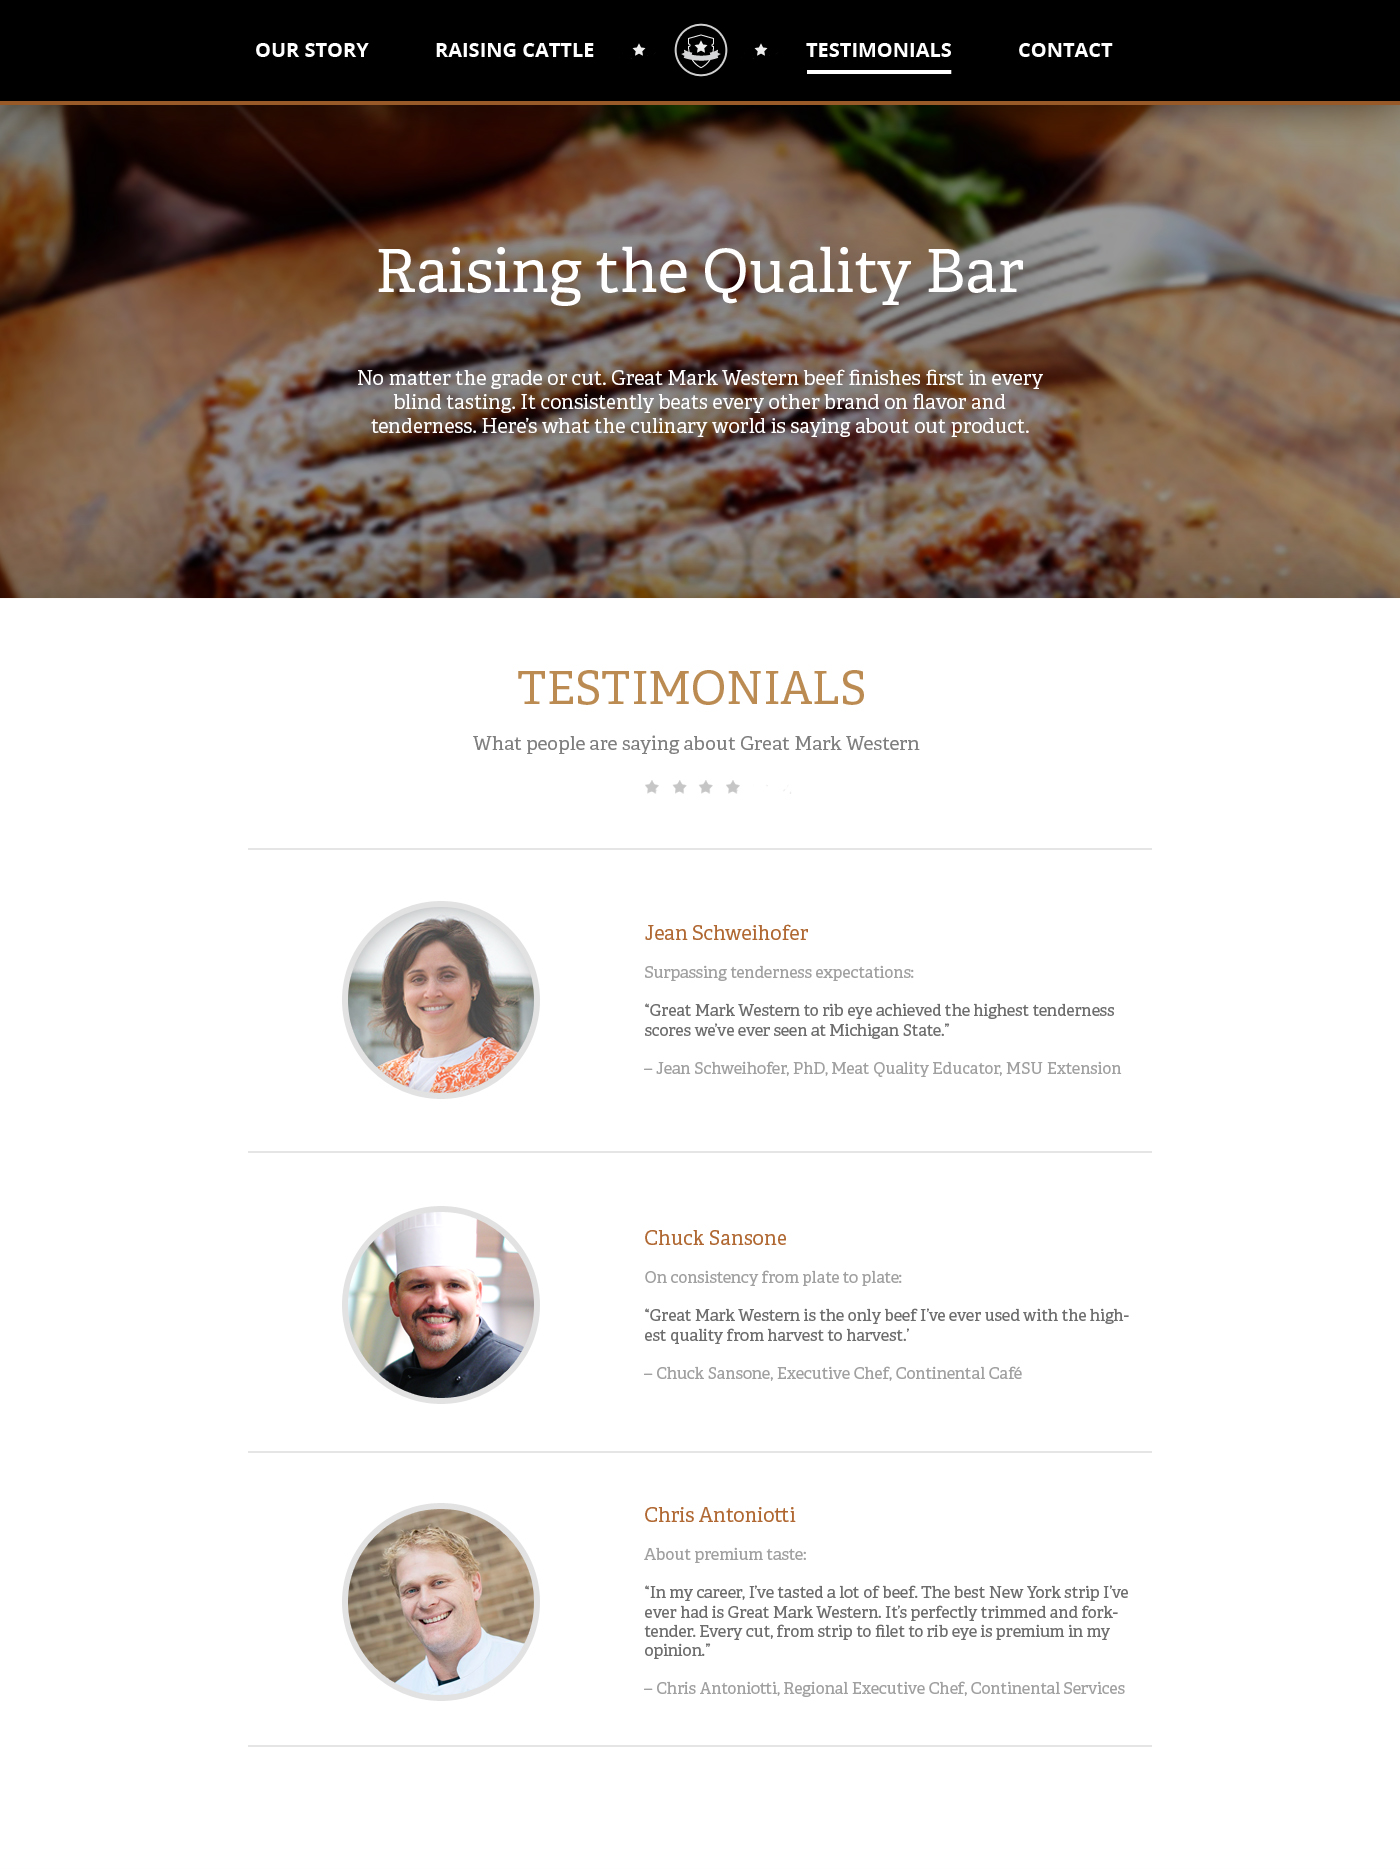 OUR STORY RAISING CATTLE TESTIMONIALS CONTACT
Raising the Quality Bar
No matter the grade or cut. Great Mark Western beef finishes first in every
blind tasting. It consistently beats every other brand on flavor and
tenderness. Here’s what the culinary world is saying about out product.
TESTIMONIALS
What people are saying about Great Mark Western
Jean Schweihofer
Surpassing tenderness expectations:
“Great Mark Western to rib eye achieved the highest tenderness
scores we’ve ever seen at Michigan State.”
– Jean Schweihofer, PhD, Meat Quality Educator, MSU Extension
Chuck Sansone
On consistency from plate to plate:
“Great Mark Western is the only beef I’ve ever used with the high-
est quality from harvest to harvest.’
– Chuck Sansone, Executive Chef, Continental Café
Chris Antoniotti
About premium taste:
“In my career, I’ve tasted a lot of beef. The best New York strip I’ve
ever had is Great Mark Western. It’s perfectly trimmed and fork-
tender. Every cut, from strip to filet to rib eye is premium in my
opinion.”
– Chris Antoniotti, Regional Executive Chef, Continental Services